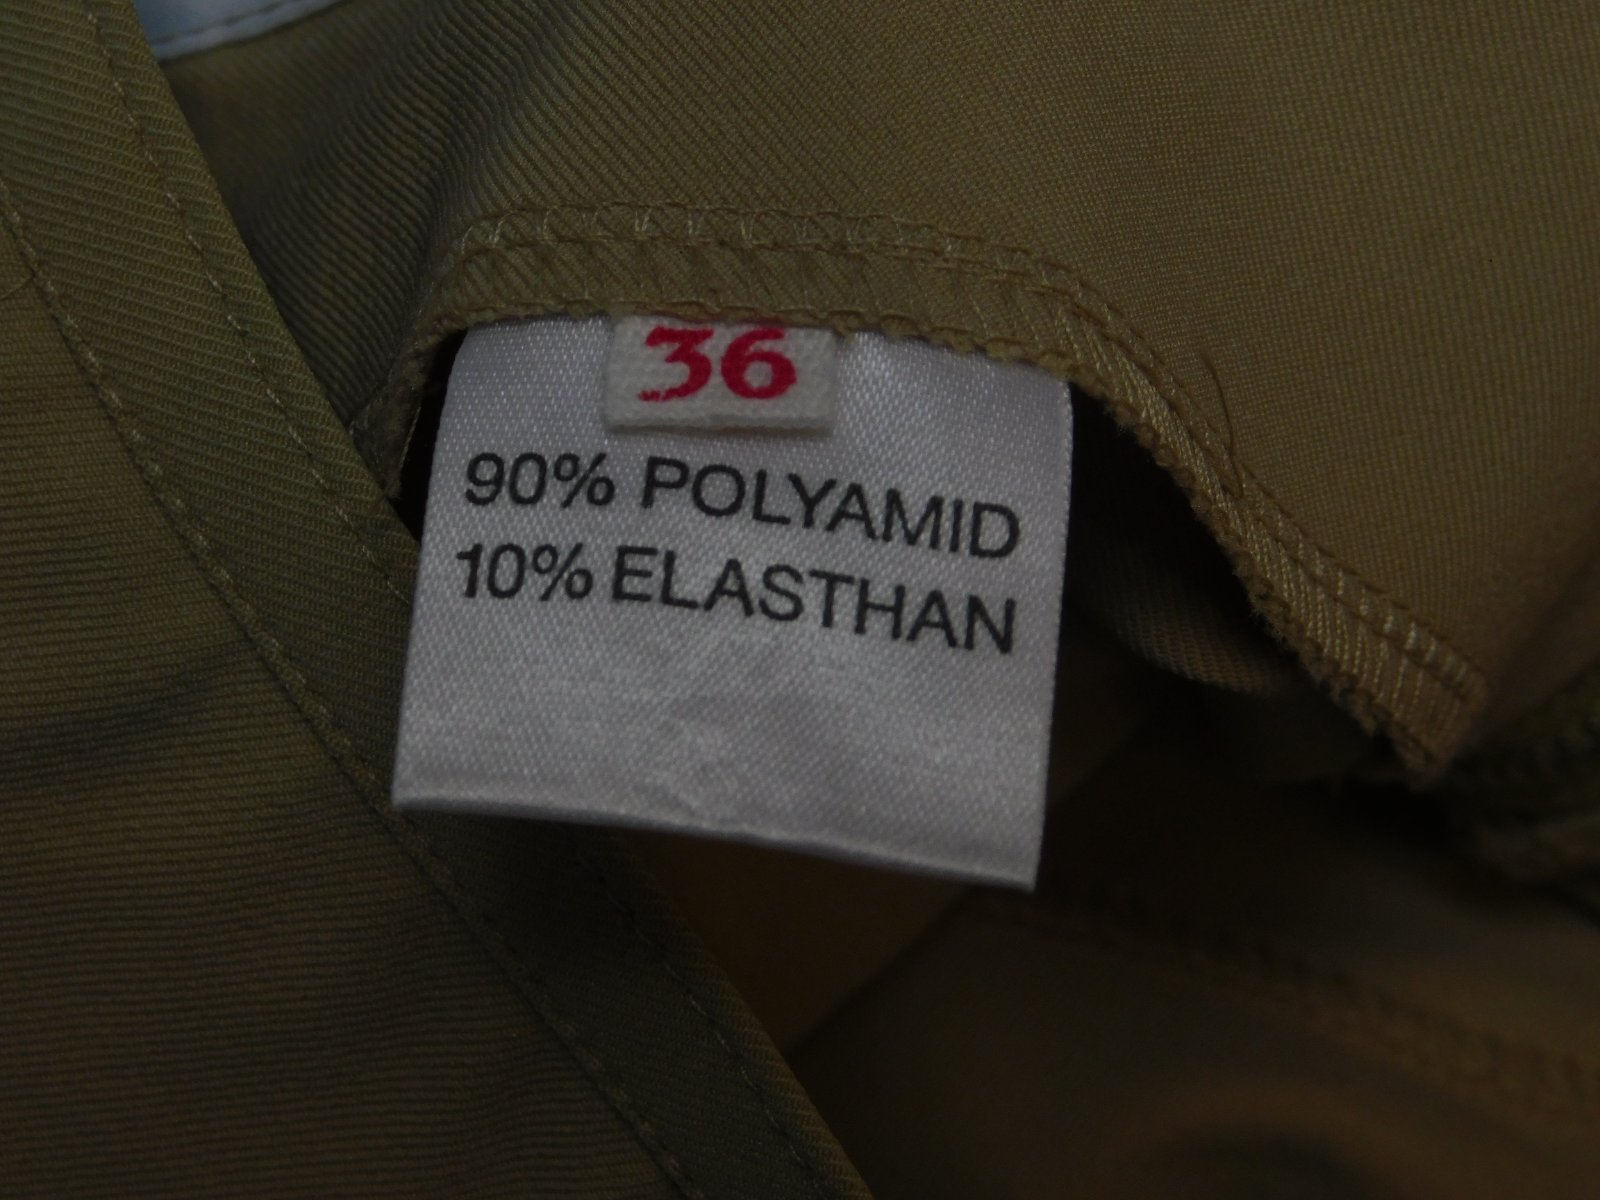 36
90% POLYAMID
10% ELASTHAN